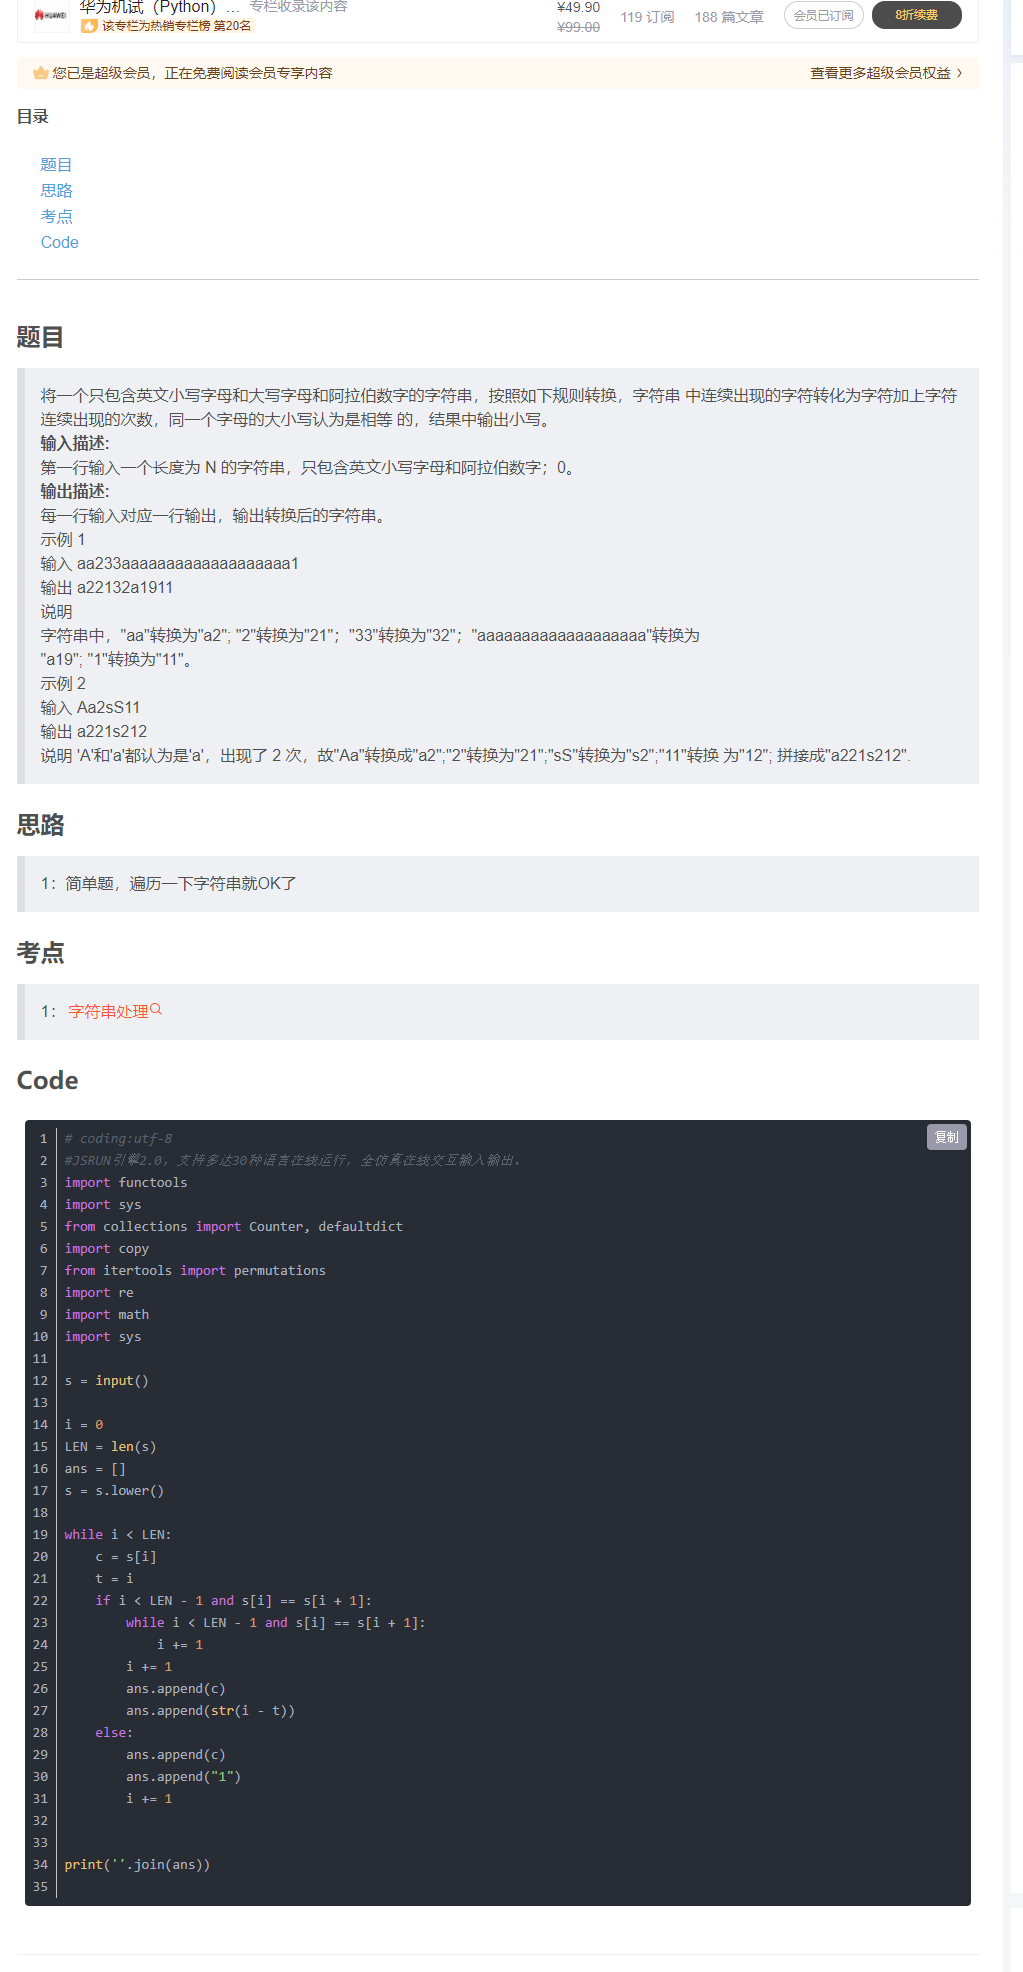 HUAWEI
华为机试（Python）...
专栏收录该内容
该专栏为热销专栏榜 第20名
¥49.90
¥99.00
119 订阅
188 篇文章
会员已订阅
8折续费
您已是超级会员，正在免费阅读会员专享内容
查看更多超级会员权益 >
目录
题目
思路
考点
Code
题目
将一个只包含英文小写字母和大写字母和阿拉伯数字的字符串，按照如下规则转换，字符串 中连续出现的字符转化为字符加上字符
连续出现的次数，同一个字母的大小写认为是相等 的，结果中输出小写。
输入描述:
第一行输入一个长度为 N 的字符串，只包含英文小写字母和阿拉伯数字；0。
输出描述:
每一行输入对应一行输出，输出转换后的字符串。
示例 1
输入 aa233aaaaaaaaaaaaaaaaaaa1
输出 a22132a1911
说明
字符串中，"aa"转换为"a2"; "2"转换为"21"；"33"转换为"32"；"aaaaaaaaaaaaaaaaaaa"转换为
"a19"; "1"转换为"11"。
示例 2
输入 Aa2sS11
输出 a221s212
说明 'A'和'a'都认为是'a'，出现了 2 次，故"Aa"转换成"a2";"2"转换为"21";"sS"转换为"s2";"11"转换 为"12"; 拼接成"a221s212".
思路
1：简单题，遍历一下字符串就OK了
考点
1：字符串处理
Code
复制
1 # coding:utf-8
2 #JSRUN引擎2.0，支持多达30种语言在线运行，全仿真在线交互输入输出。
3 import functools
4 import sys
5 from collections import Counter, defaultdict
6 import copy
7 from itertools import permutations
8 import re
9 import math
10 import sys
11
12 s = input()
13
14 i = 0
15 LEN = len(s)
16 ans = []
17 s = s.lower()
18
19 while i < LEN:
20     c = s[i]
21     t = i
22     if i < LEN - 1 and s[i] == s[i + 1]:
23         while i < LEN - 1 and s[i] == s[i + 1]:
24             i += 1
25         i += 1
26         ans.append(c)
27         ans.append(str(i - t))
28     else:
29         ans.append(c)
30         ans.append("1")
31         i += 1
32
33
34 print(''.join(ans))
35